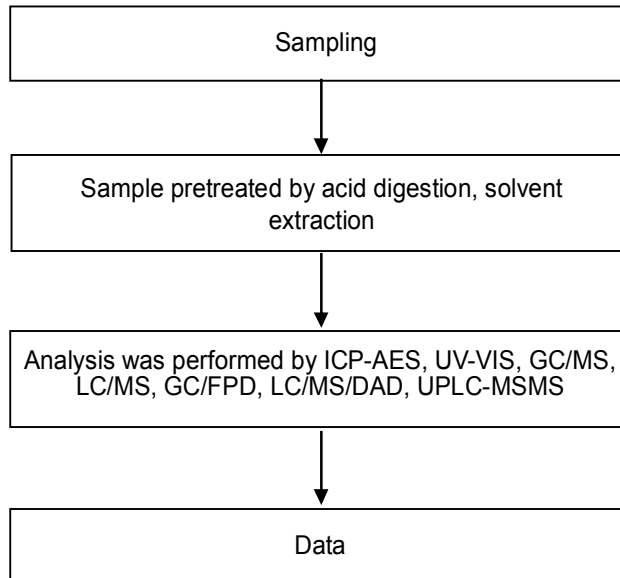 Sampling
Sample pretreated by acid digestion, solvent
extraction
Analysis was performed by ICP-AES, UV-VIS, GC/MS,
LC/MS, GC/FPD, LC/MS/DAD, UPLC-MSMS
Data